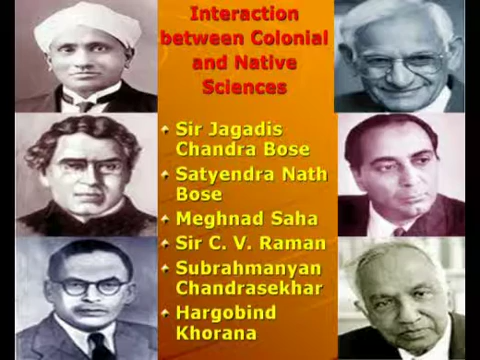 Interaction
between Colonial
and Native
Sciences
Sir Jagadis
Chandra Bose
Satyendra Nath
Bose
Meghnad Saha
Sir C. V. Raman
Subrahmanyan
Chandrasekhar
Hargobind
Khorana